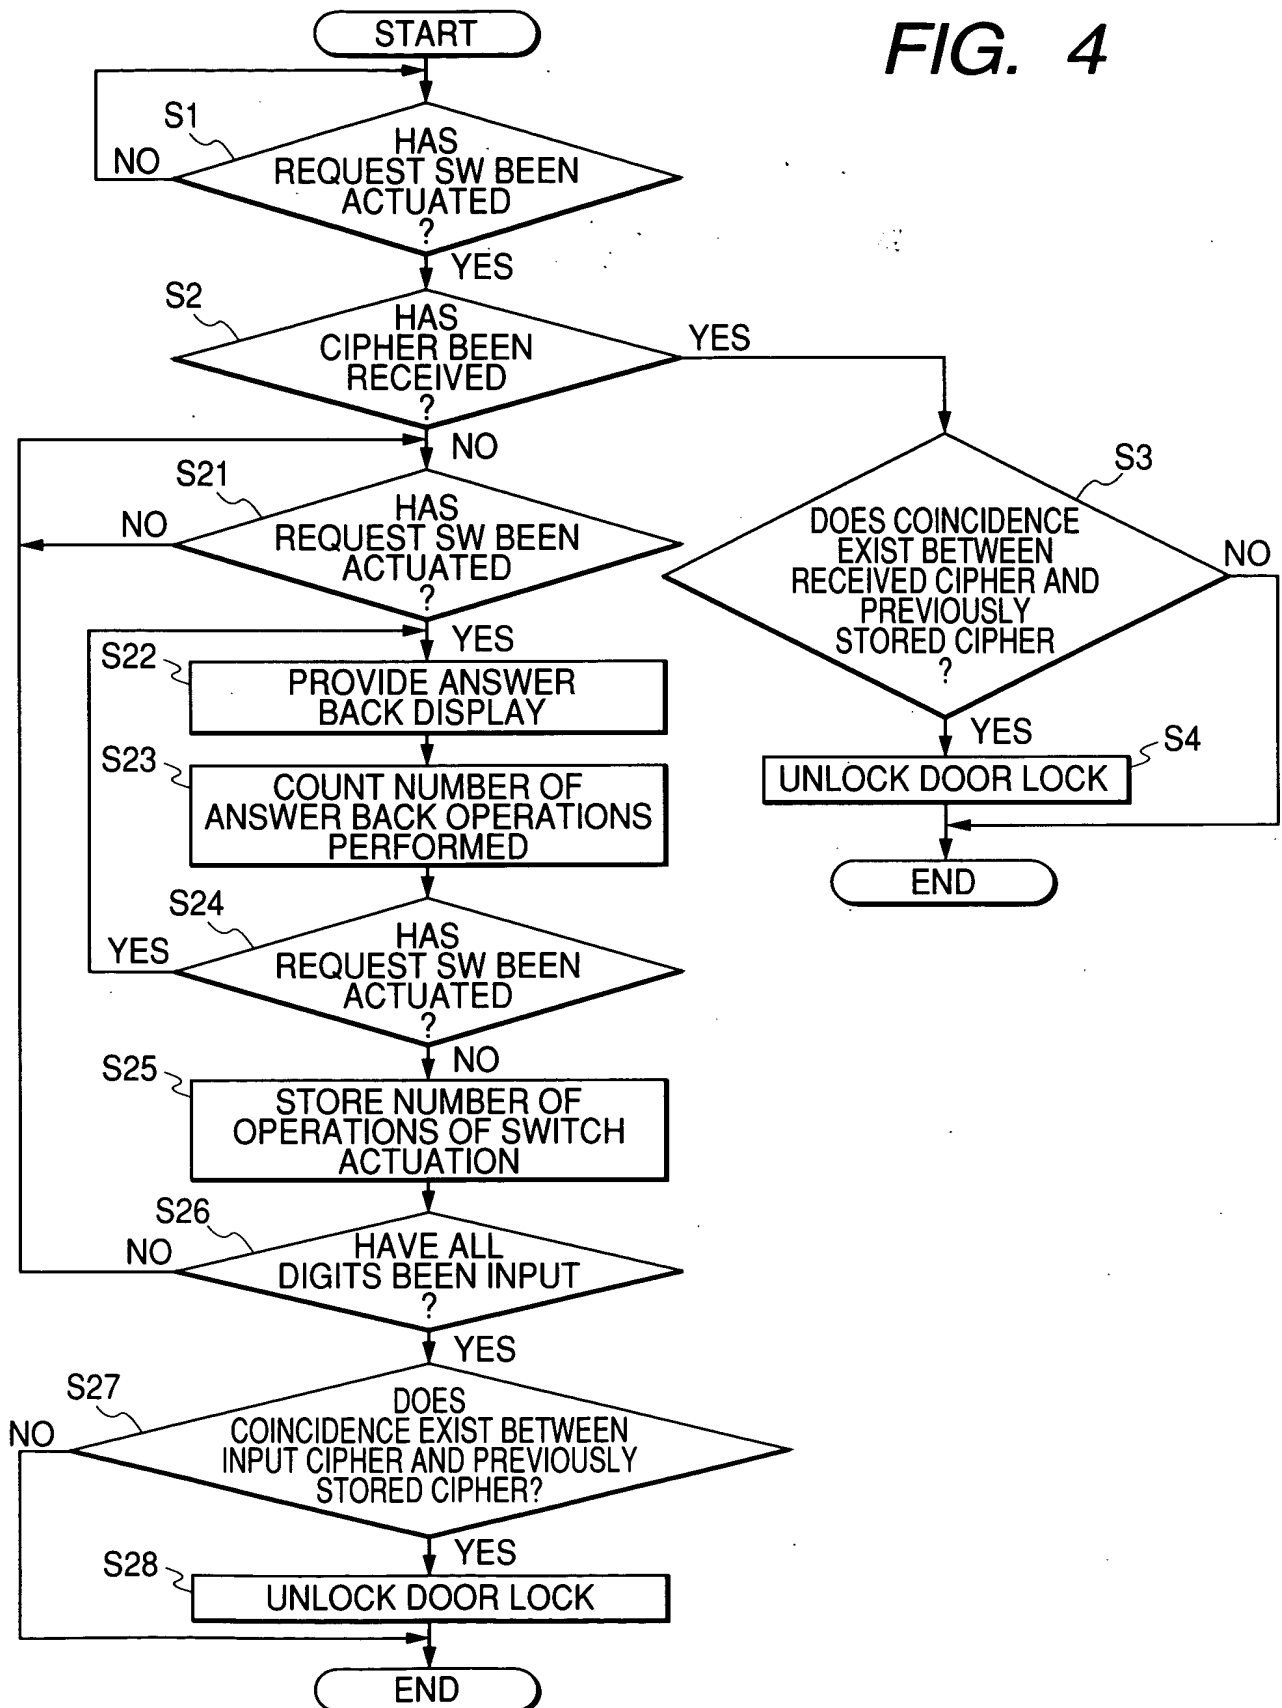 FIG. 4
START
S1
HAS
REQUEST SW BEEN
ACTUATED
?
NO
YES
S2
HAS
CIPHER BEEN
RECEIVED
?
YES
NO
S21
HAS
REQUEST SW BEEN
ACTUATED
?
NO
YES
S3
DOES COINCIDENCE
EXIST BETWEEN
RECEIVED CIPHER AND
PREVIOUSLY
STORED CIPHER
?
NO
YES
S4
UNLOCK DOOR LOCK
END
S22
PROVIDE ANSWER
BACK DISPLAY
S23
COUNT NUMBER OF
ANSWER BACK OPERATIONS
PERFORMED
S24
HAS
REQUEST SW BEEN
ACTUATED
?
YES
NO
S25
STORE NUMBER OF
OPERATIONS OF SWITCH
ACTUATION
S26
HAVE ALL
DIGITS BEEN INPUT
?
NO
YES
S27
DOES
COINCIDENCE EXIST BETWEEN
INPUT CIPHER AND PREVIOUSLY
STORED CIPHER?
NO
YES
S28
UNLOCK DOOR LOCK
END